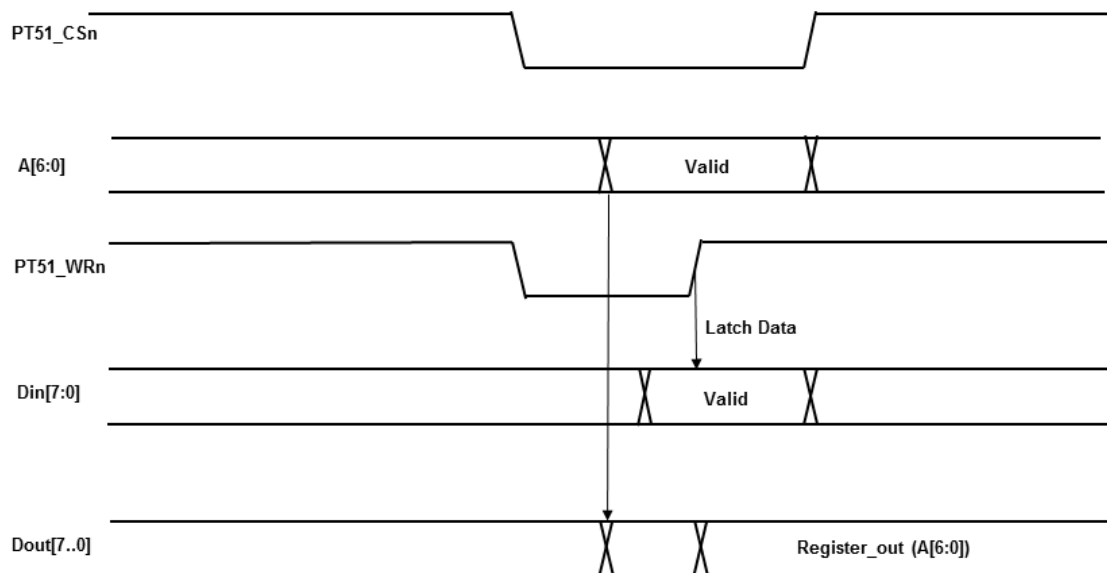 PT51_CSn
A[6:0]
Valid
PT51_WRn
Latch Data
Din[7:0]
Valid
Dout[7..0]
Register_out (A[6:0])